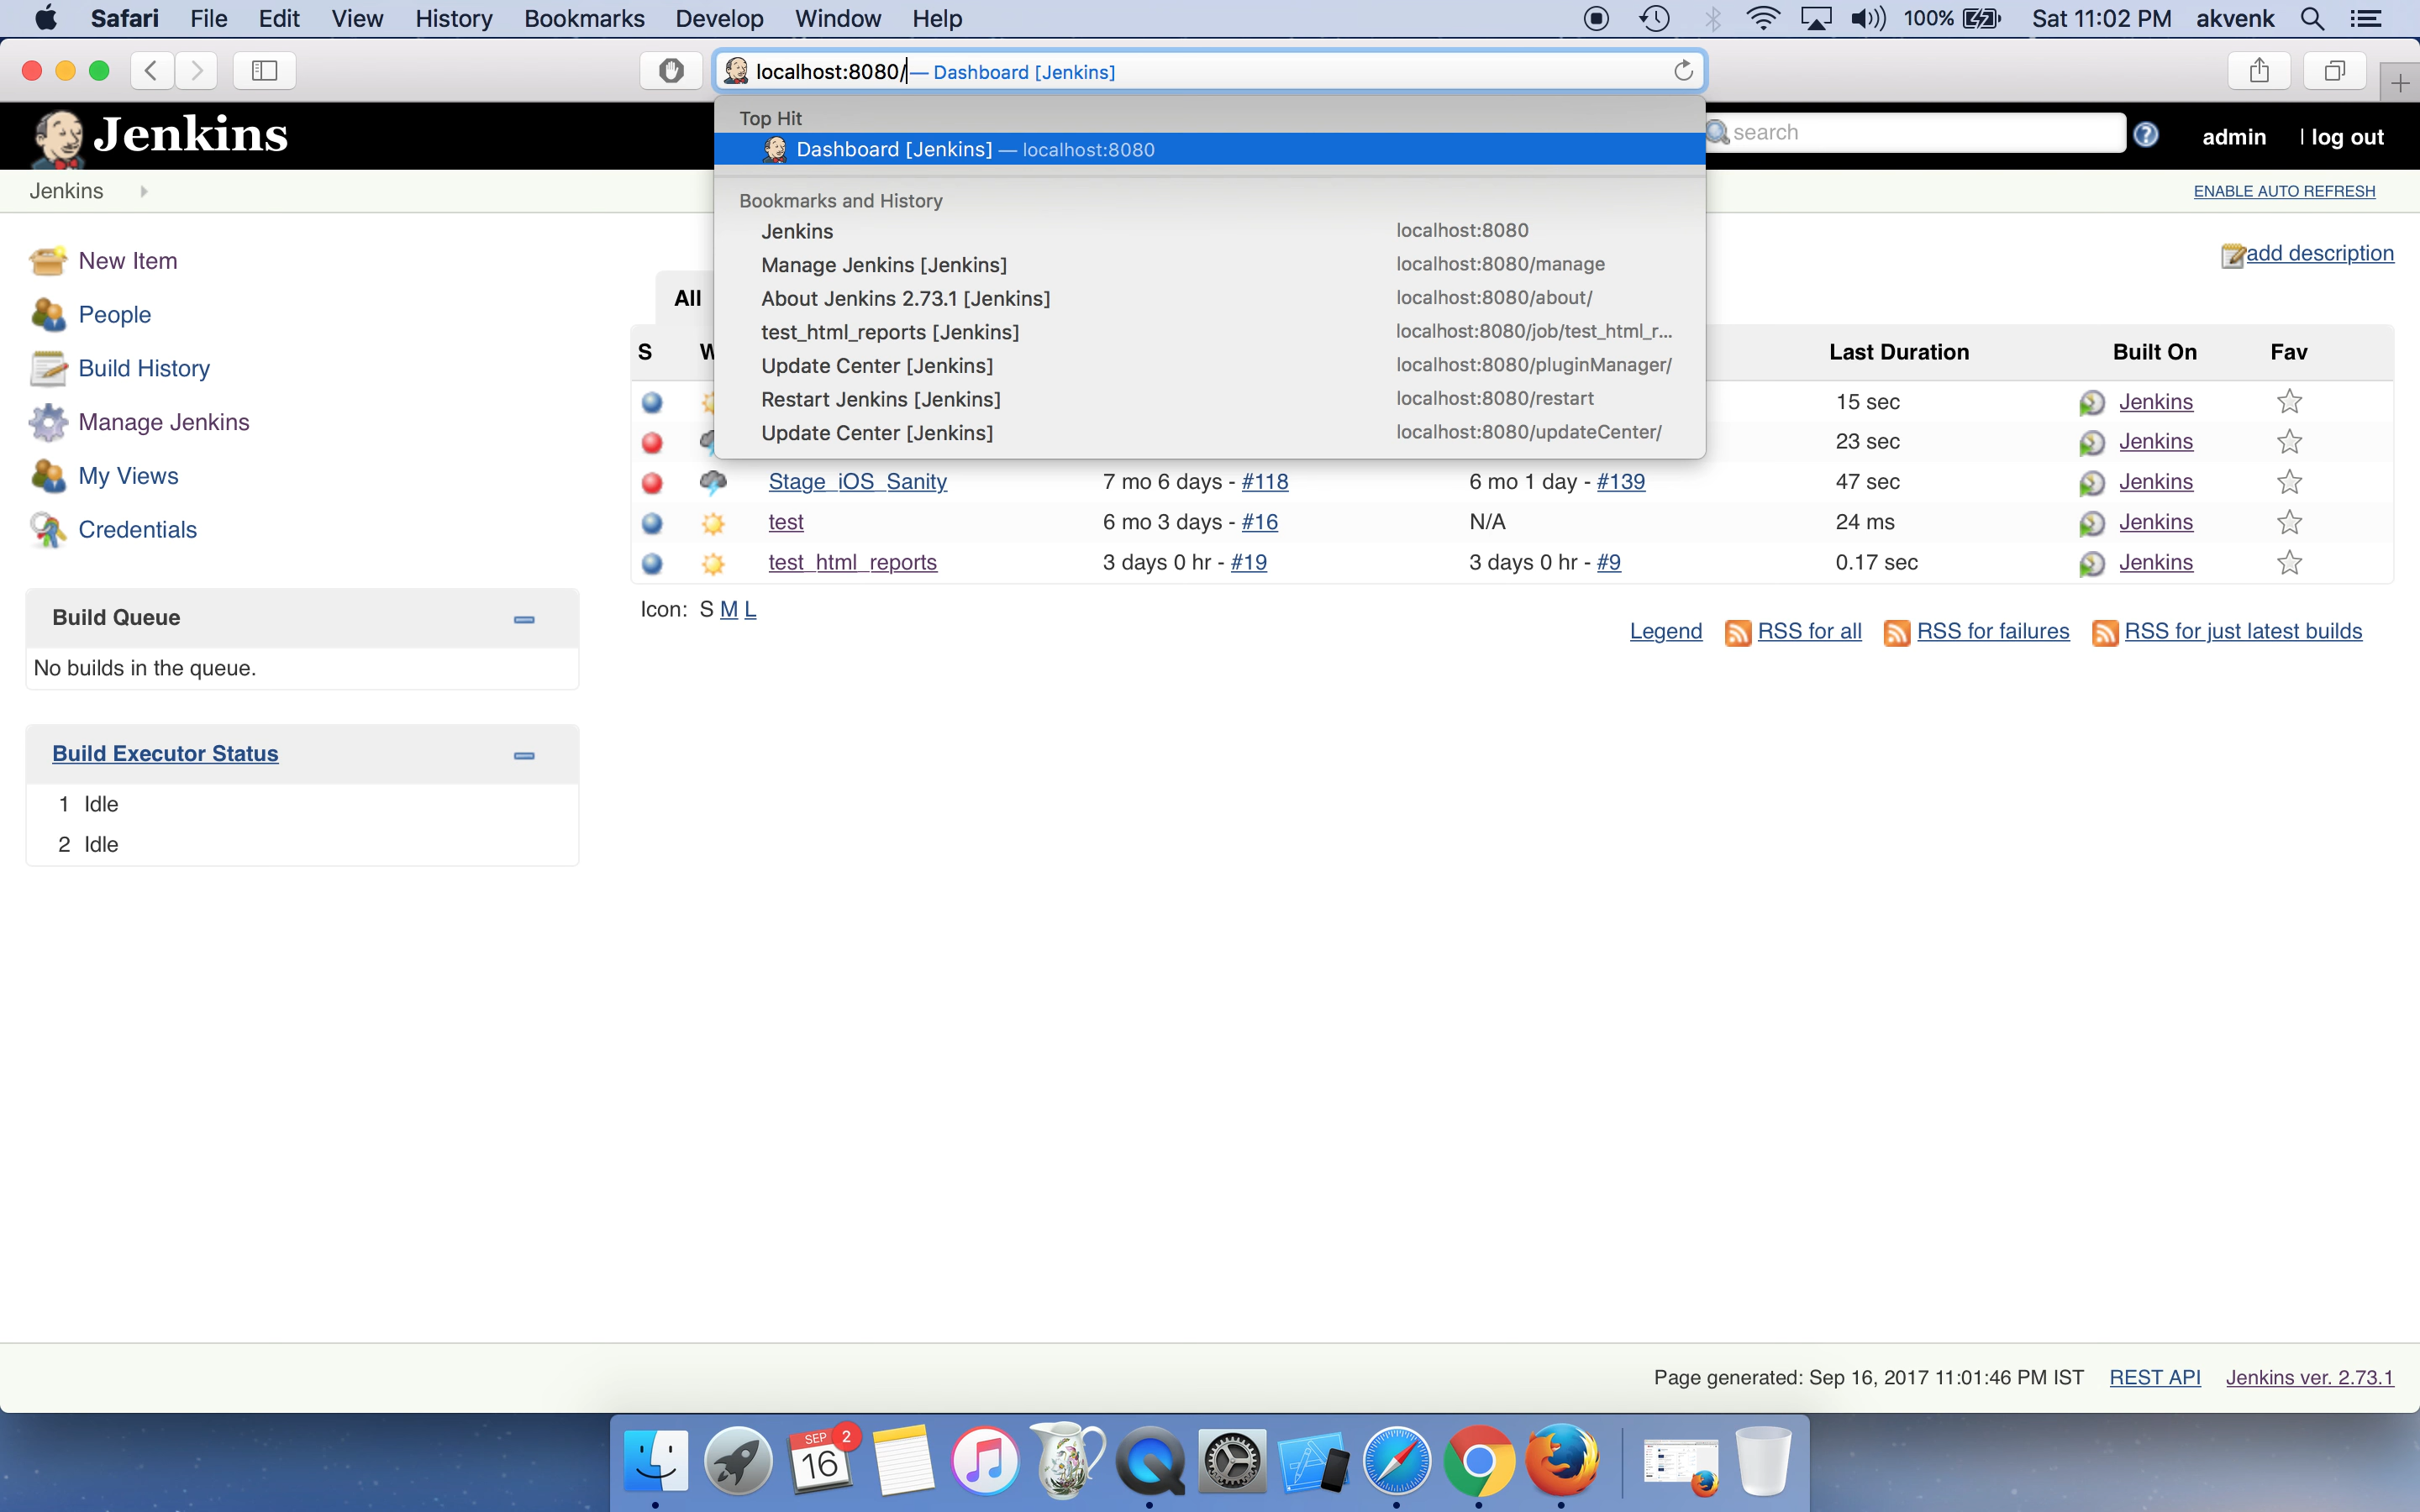 Safari File Edit View History Bookmarks Develop Window Help 100% Sat 11:02 PM akvenk
localhost:8080/ — Dashboard [Jenkins]
Jenkins search admin | log out
Top Hit
Dashboard [Jenkins] — localhost:8080
Jenkins ENABLE AUTO REFRESH
Bookmarks and History
Jenkins localhost:8080
Manage Jenkins [Jenkins] localhost:8080/manage
About Jenkins 2.73.1 [Jenkins] localhost:8080/about/
test_html_reports [Jenkins] localhost:8080/job/test_html_r...
Update Center [Jenkins] localhost:8080/pluginManager/
Restart Jenkins [Jenkins] localhost:8080/restart
Update Center [Jenkins] localhost:8080/updateCenter/
New Item
People
Build History
Manage Jenkins
My Views
Credentials
add description
All
S W Last Duration Built On Fav
15 sec Jenkins
23 sec Jenkins
Stage_iOS_Sanity 7 mo 6 days - #118 6 mo 1 day - #139 47 sec Jenkins
test 6 mo 3 days - #16 N/A 24 ms Jenkins
test_html_reports 3 days 0 hr - #19 3 days 0 hr - #9 0.17 sec Jenkins
Icon: S M L
Legend RSS for all RSS for failures RSS for just latest builds
Build Queue
No builds in the queue.
Build Executor Status
1 Idle
2 Idle
Page generated: Sep 16, 2017 11:01:46 PM IST REST API Jenkins ver. 2.73.1
SEP 2
16